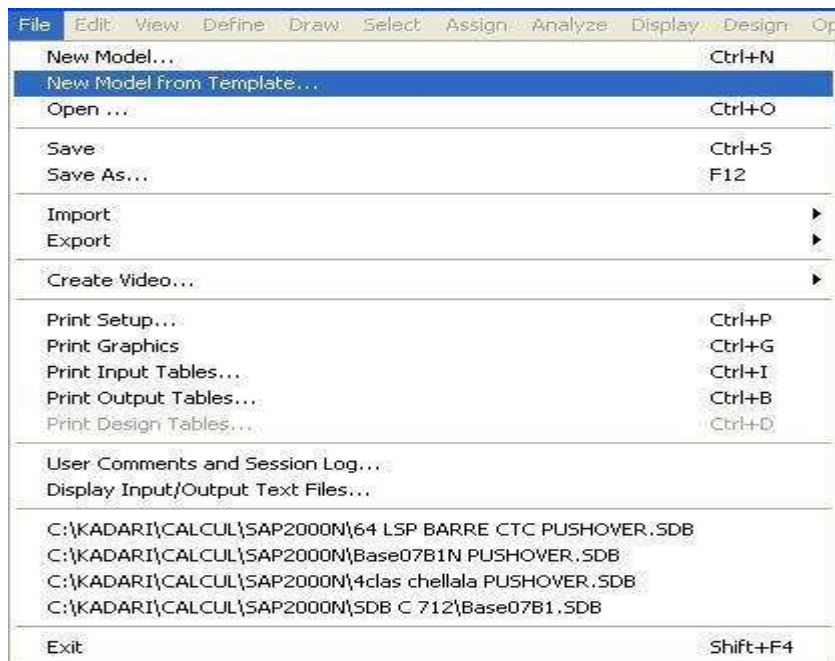 File Edit View Define Draw Select Assign Analyze Display Design Op
New Model... Ctrl+N
New Model from Template...
Open ... Ctrl+O
Save Ctrl+S
Save As... F12
Import
Export
Create Video...
Print Setup... Ctrl+P
Print Graphics Ctrl+G
Print Input Tables... Ctrl+I
Print Output Tables... Ctrl+B
Print Design Tables... Ctrl+D
User Comments and Session Log...
Display Input/Output Text Files...
C:\KADARI\CALCUL\SAP2000N\64 LSP BARRE CTC PUSHOVER.SDB
C:\KADARI\CALCUL\SAP2000N\Base07B1N PUSHOVER.SDB
C:\KADARI\CALCUL\SAP2000N\4clas chellala PUSHOVER.SDB
C:\KADARI\CALCUL\SAP2000N\SDB C 712\Base07B1.SDB
Exit Shift+F4